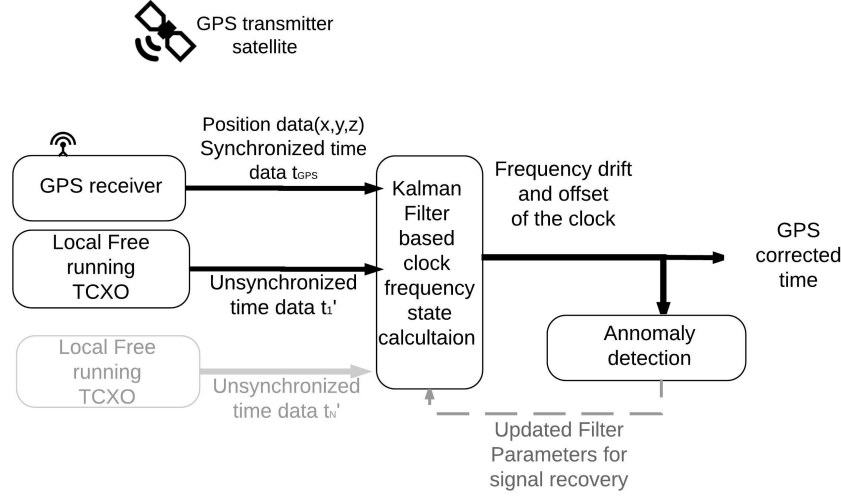 GPS transmitter
satellite
Position data(x,y,z)
Synchronized time
data tGPS
GPS receiver
Local Free
running
TCXO
Unsynchronized
time data t1'
Local Free
running
TCXO
Unsynchronized
time data tN'
Kalman
Filter
based
clock
frequency
state
calcultaion
Frequency drift
and offset
of the clock
GPS
corrected
time
Annomaly
detection
Updated Filter
Parameters for
signal recovery